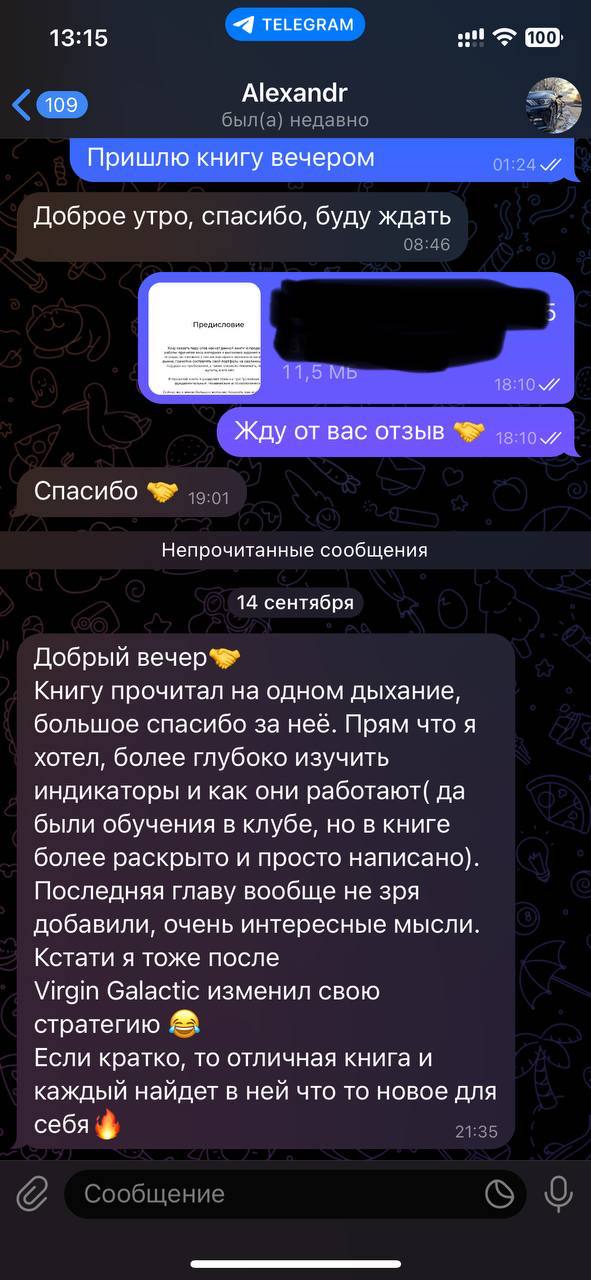 13:15
TELEGRAM
100
109
Alexandr
был(а) недавно
Пришлю книгу вечером
01:24
Доброе утро, спасибо, буду ждать
08:46
Предисловие
5
11,5 МБ
18:10
Жду от вас отзыв 🤝
18:10
Спасибо 🤝
19:01
Непрочитанные сообщения
14 сентября
Добрый вечер🤝
Книгу прочитал на одном дыхание,
большое спасибо за неё. Прям что я
хотел, более глубоко изучить
индикаторы и как они работают( да
были обучения в клубе, но в книге
более раскрыто и просто написано).
Последняя главу вообще не зря
добавили, очень интересные мысли.
Кстати я тоже после
Virgin Galactic изменил свою
стратегию 😂
Если кратко, то отличная книга и
каждый найдет в ней что то новое для
себя🔥
21:35
Сообщение